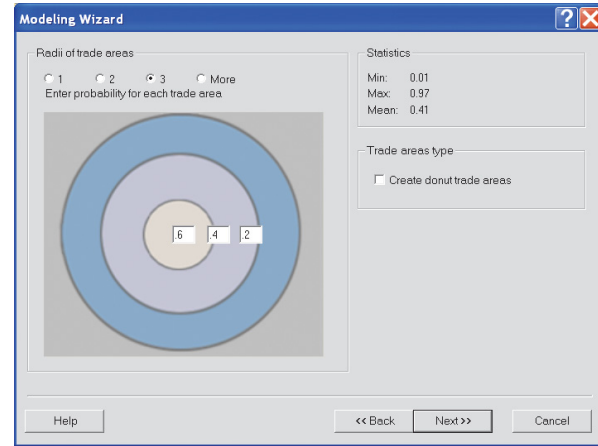 Modeling Wizard
Radii of trade areas
1 2 3 More
Enter probability for each trade area
.6 .4 .2
Statistics
Min: 0.01
Max: 0.97
Mean: 0.41
Trade areas type
Create donut trade areas
Help << Back Next >> Cancel